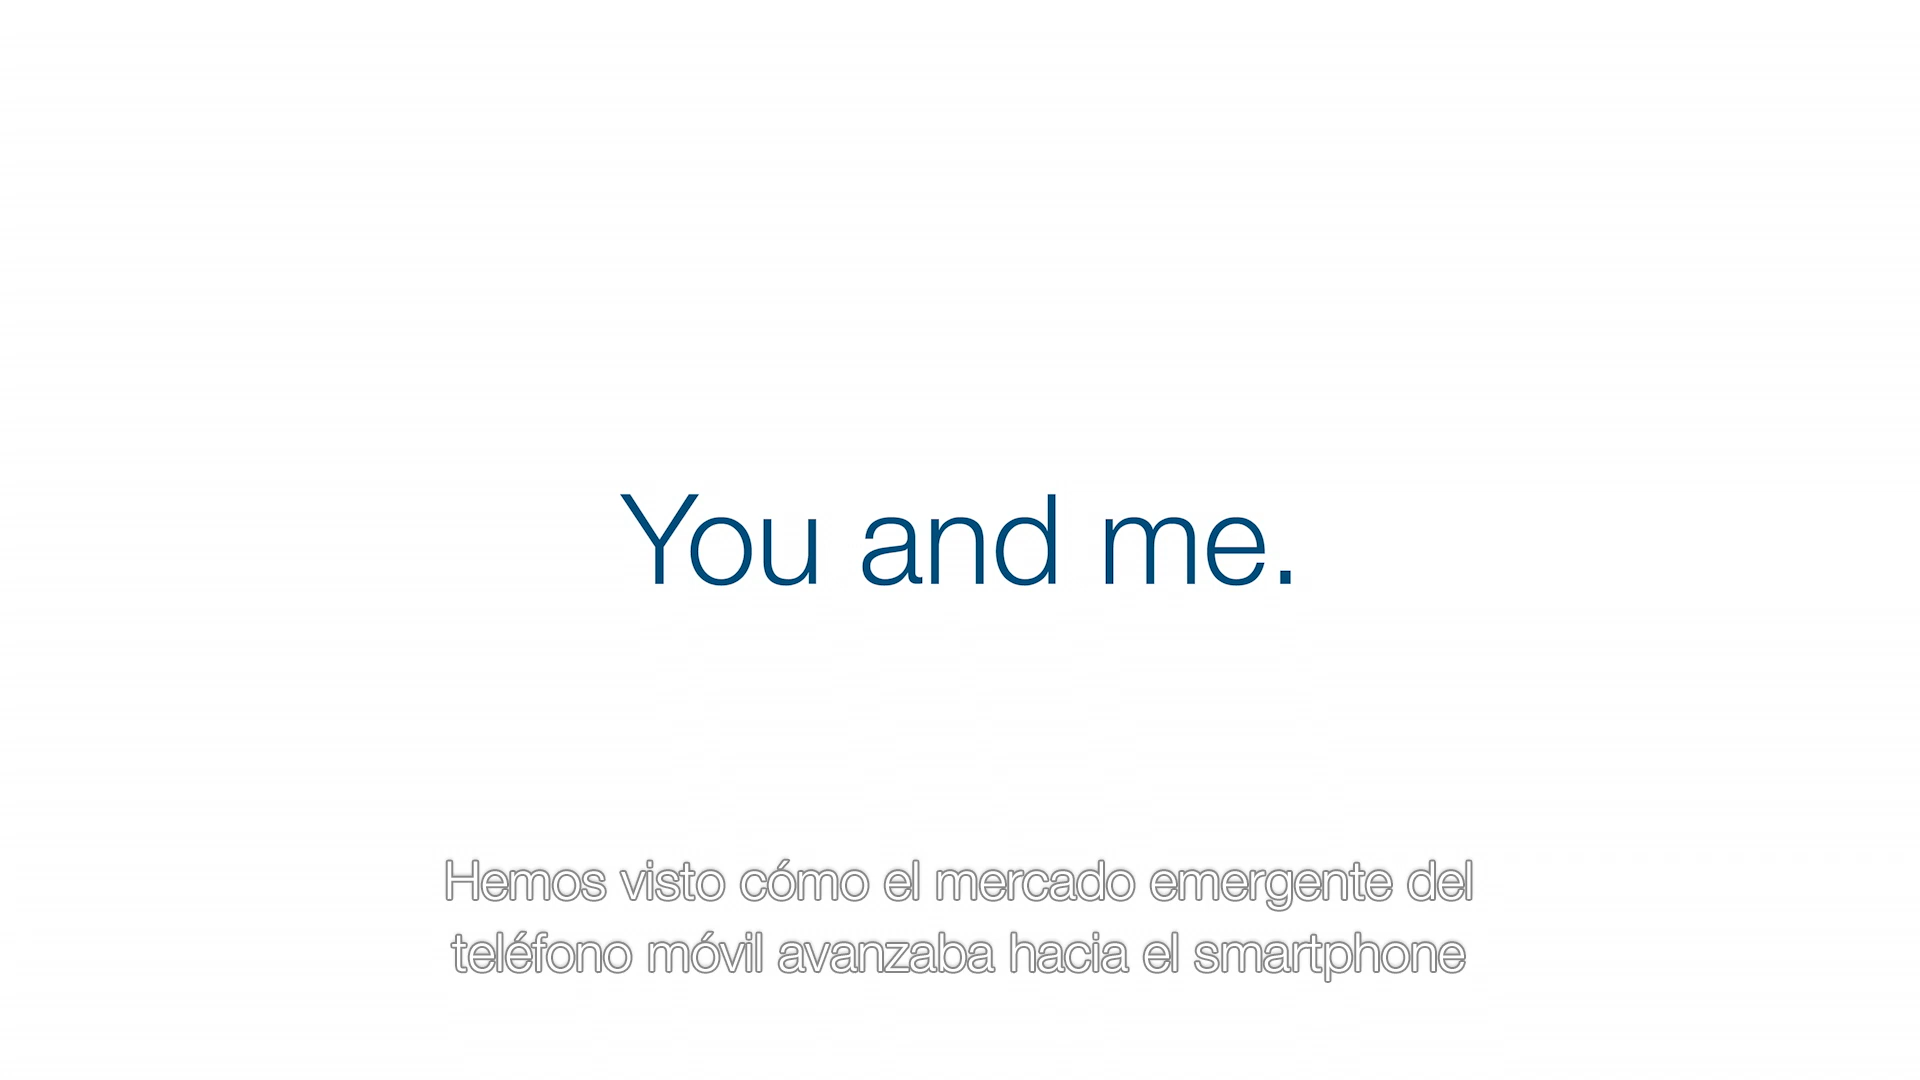 You and me.
Hemos visto cómo el mercado emergente del
teléfono móvil avanzaba hacia el smartphone